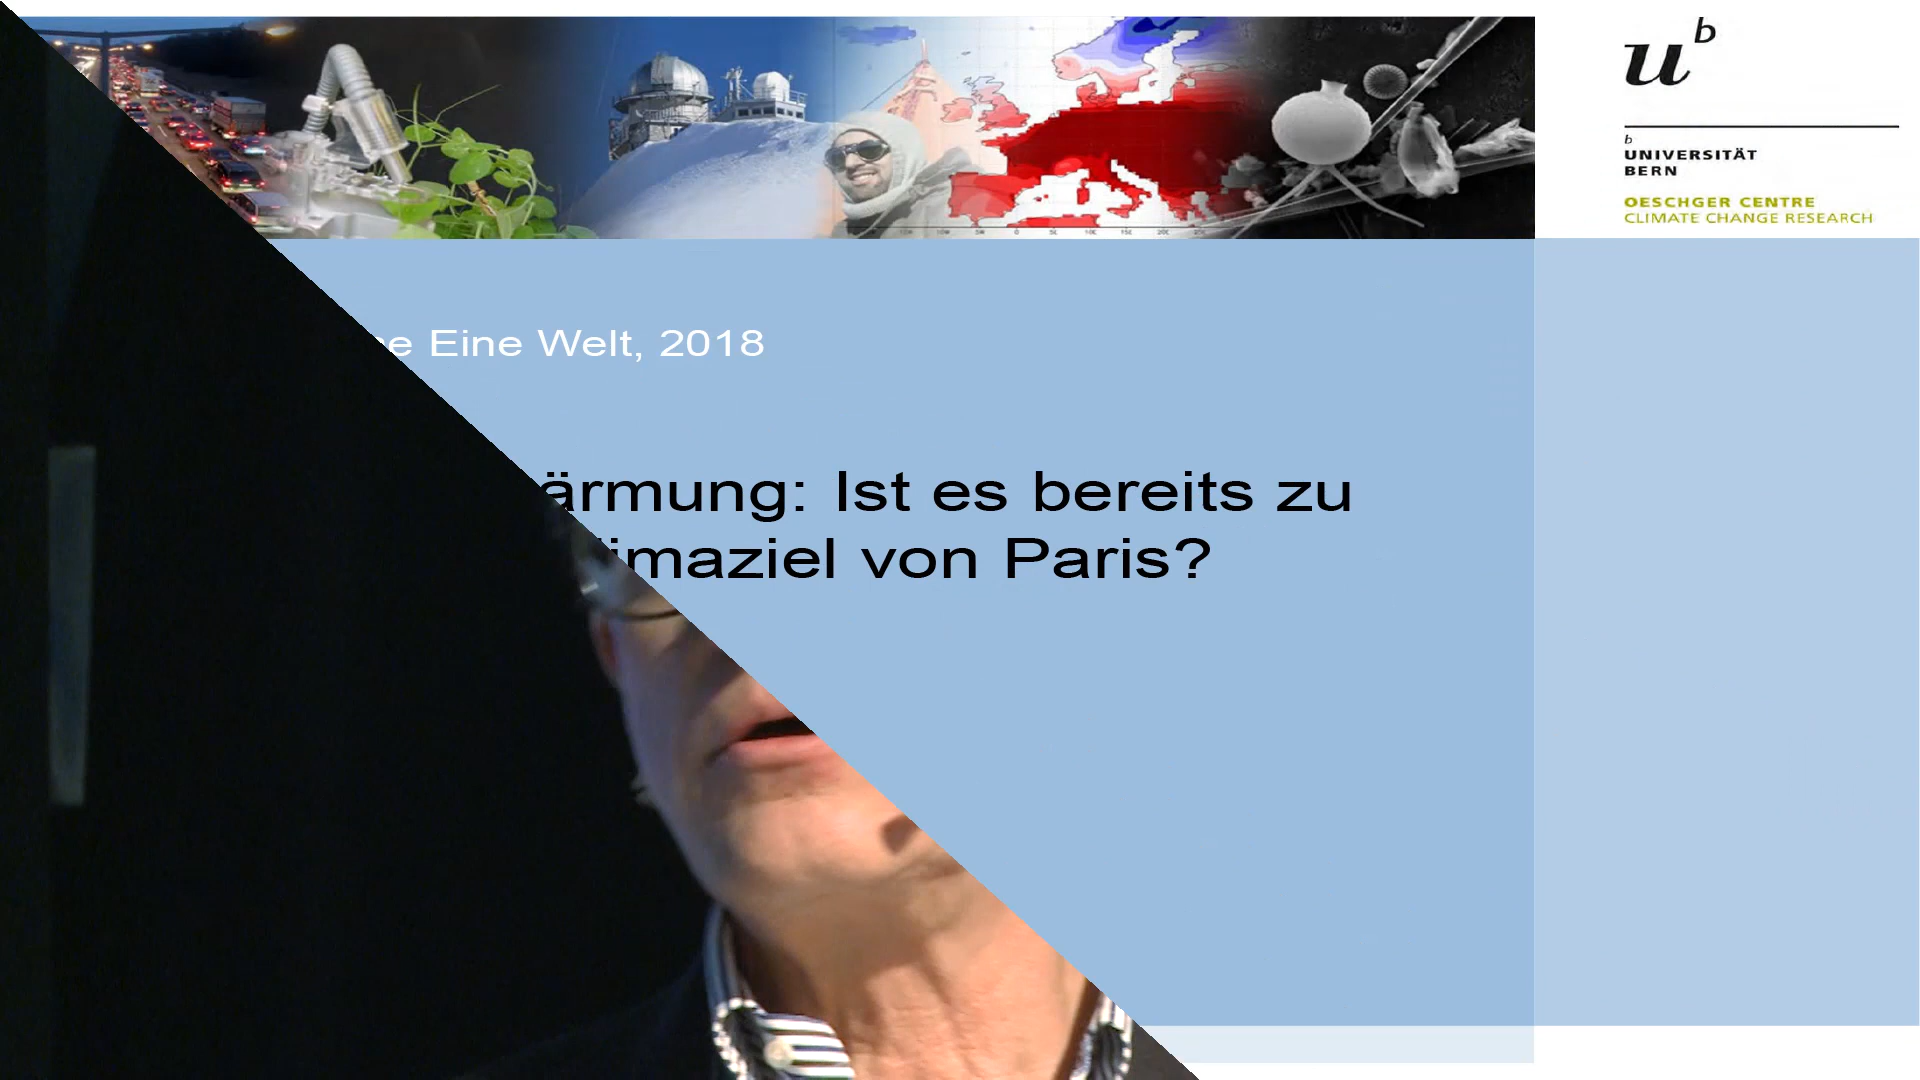 u b
b
UNIVERSITÄT
BERN
OESCHGER CENTRE
CLIMATE CHANGE RESEARCH
e Eine Welt, 2018
ärmung: Ist es bereits zu
imaziel von Paris?